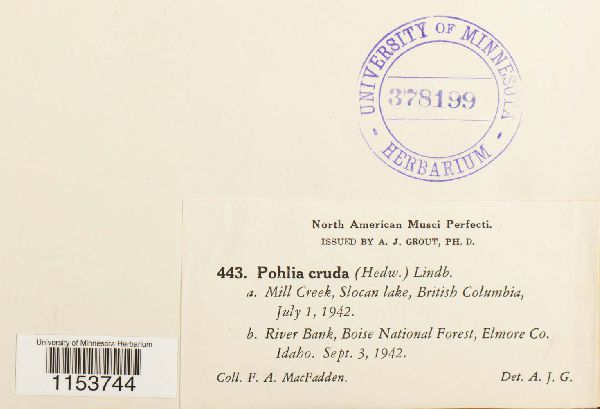 UNIVERSITY OF MINNESOTA
378199
- HERBARIUM -
North American Musci Perfecti.
ISSUED BY A. J. GROUT, PH. D.
443. Pohlia cruda (Hedw.) Lindb.
a. Mill Creek, Slocan lake, British Columbia,
July 1, 1942.
b. River Bank, Boise National Forest, Elmore Co.
Idaho. Sept. 3, 1942.
Coll. F. A. MacFadden. Det. A. J. G.
University of Minnesota Herbarium
1153744